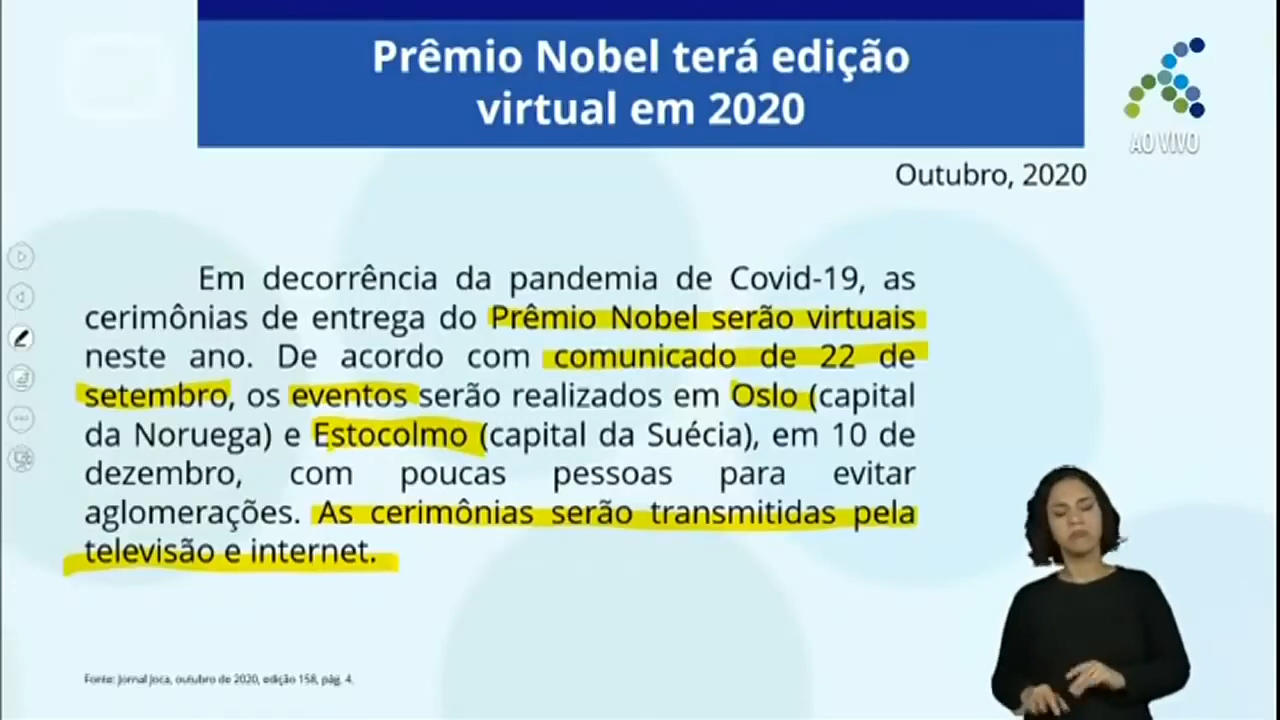 Prêmio Nobel terá edição
virtual em 2020
AO VIVO
Outubro, 2020
Em decorrência da pandemia de Covid-19, as
cerimônias de entrega do Prêmio Nobel serão virtuais
neste ano. De acordo com comunicado de 22 de
setembro, os eventos serão realizados em Oslo (capital
da Noruega) e Estocolmo (capital da Suécia), em 10 de
dezembro, com poucas pessoas para evitar
aglomerações. As cerimônias serão transmitidas pela
televisão e internet.
Fonte: Jornal Joca, outubro de 2020, edição 158, pág. 4.